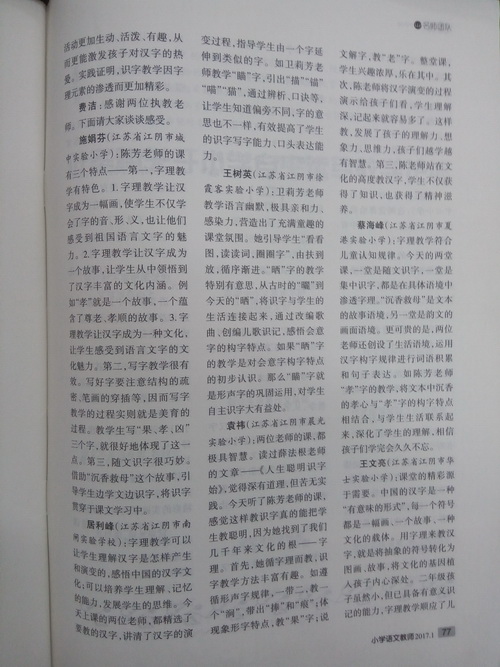 名师课堂
活动更加生动、活泼、有趣，从
而更能激发孩子对汉字的热
爱。实践证明，识字教学因字
理元素的渗透而更加精彩。
费洁：感谢两位执教老
师。下面请大家谈谈感受。
施娟芬（江苏省江阴市城
中实验小学）：陈芳老师的课
有三个特点——第一，字理教
学有特色。1.字理教学让汉
字成为一幅画，使学生不仅学
会了字的音、形、义，也让他们
感受到祖国语言文字的魅
力。2.字理教学让汉字成为
一个故事，让学生从中领悟到
了汉字丰富的文化内涵。例
如“孝”就是一个故事，一个蕴
含了尊老、孝顺的故事。3.字
理教学让汉字成为一种文化，
让学生感受到语言文字的文
化魅力。第二，写字教学很有
效。写好字要注意结构的疏
密、笔画的穿插等，因而写字
教学的过程实则就是美育的
过程。教学生写“果、孝、凶”
三个字，就很好地体现了这一
点。第三，随文识字很巧妙。
借助“沉香救母”这个故事，引
导学生边学文边识字，将识字
贯穿于课文学习中。
居利峰（江苏省江阴市南
闸实验学校）：字理教学可以
让学生理解汉字是怎样产生
和演变的，感悟中国的汉字文
化；可以培养学生理解、记忆
的能力，发展学生的思维。今
天上课的两位老师，都精选了
要教的汉字，讲清了汉字的演
变过程，指导学生由一个字延
伸到类似的字。如卫莉芳老
师教学“瞄”字，引出“描”“锚”
“喵”“猫”，通过辨析、口诀等，
让学生知道偏旁不同，字的意
思也不一样，有效提高了学生
的识字写字能力、口头表达能
力。
王树英（江苏省江阴市徐
霞客实验小学）：卫莉芳老师
教学语言幽默，极具亲和力、
感染力，营造出了充满童趣的
课堂氛围。她引导学生“看看
图，读读词，圈圈字”，由扶到
放，循序渐进。“晒”字的教学
特别有意思，从古时的“曬”到
今天的“晒”，将识字与学生的
生活连接起来，通过改编歌
曲、创编儿歌识记，感悟会意
字的构字特点。如果“晒”字
的教学是对会意字构字特点
的初步认识。那么“瞄”字就
是形声字的巩固运用，对学生
自主识字大有益处。
袁祎（江苏省江阴市晨光
实验小学）：两位老师的课，都
极具智慧。读过薛法根老师
的文章——《人生聪明识字
始》，觉得深有道理，但苦无实
践。今天听了陈芳老师的课，
感觉这样教识字真的能把学
生教聪明，因为她找到了我们
几千年来文化的根——字
理。首先，她循字理而教，识
字教学方法丰富有趣。如遵
循形声字规律，一带二，教一
个“涧”，带出“捧”和“痕”；体
现象形字特点，教“果”字；说
文解字，教“老”字。整堂课，
学生兴趣浓厚，乐在其中。其
次，陈老师将汉字演变的过程
演示给孩子们看，学生理解
深，记起来就容易多了。这样
教，发展了孩子的理解力、想
象力、思维力，孩子们越学越
有智慧。第三，陈老师站在文
化的高度教汉字，学生不仅获
得了知识，也获得了精神滋
养。
蔡海峰（江苏省江阴市夏
港实验小学）：字理教学符合
儿童认知规律。今天的两堂
课，一堂是随文识字，一堂是
集中识字，都是在具体语境中
渗透字理。“沉香救母”是文本
的故事语境，另一堂是的文的
画面语境。更可贵的是，两位
老师还创设了生活语境，运用
汉字构字规律进行词语积累
和句子表达。如陈芳老师
“孝”字的教学，将文本中沉香
的孝心与“孝”字的构字特点
相结合，与学生生活联系起
来，深化了学生的理解，相信
孩子们学完会久久不忘。
王文亮（江苏省江阴市华
士实验小学）：课堂的精彩源
于需要。中国的汉字是一种
“有意味的形式”，每一个符号
都是一幅画、一个故事、一种
文化的载体。用字理来教汉
字，就是将抽象的符号转化为
图画、故事，将文化的基因植
入孩子内心深处。二年级孩
子虽然小，但已具备有意义识
记的能力，字理教学顺应了儿
小学语文教师 2017.1 77